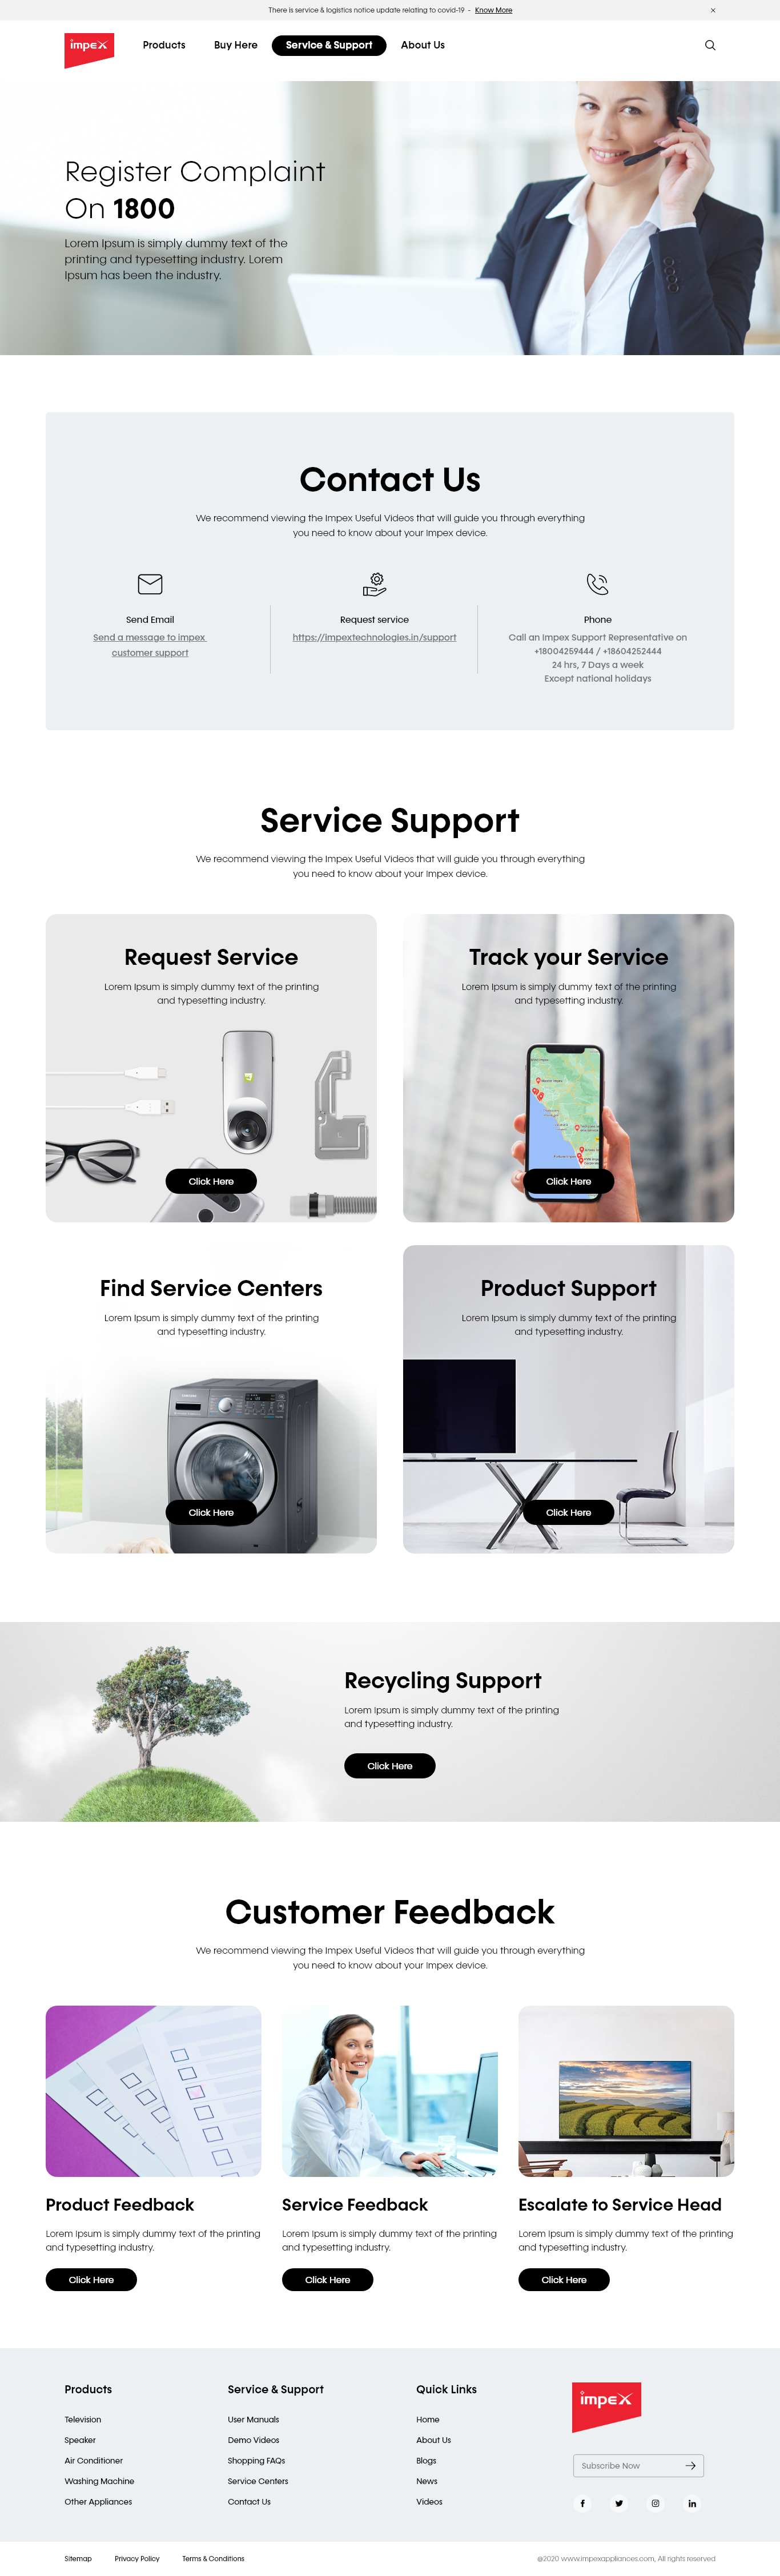 There is service & logistics notice update relating to covid-19 - Know More
impex
Products
Buy Here
Service & Support
About Us
Register Complaint
On 1800
Lorem Ipsum is simply dummy text of the
printing and typesetting industry. Lorem
Ipsum has been the industry.
Contact Us
We recommend viewing the Impex Useful Videos that will guide you through everything
you need to know about your Impex device.
Send Email
Send a message to impex
customer support
Request service
https://impextechnologies.in/support
Phone
Call an Impex Support Representative on
+18004259444 / +18604252444
24 hrs, 7 Days a week
Except national holidays
Service Support
We recommend viewing the Impex Useful Videos that will guide you through everything
you need to know about your Impex device.
Request Service
Lorem Ipsum is simply dummy text of the printing
and typesetting industry.
Click Here
Track your Service
Lorem Ipsum is simply dummy text of the printing
and typesetting industry.
Click Here
Find Service Centers
Lorem Ipsum is simply dummy text of the printing
and typesetting industry.
Click Here
Product Support
Lorem Ipsum is simply dummy text of the printing
and typesetting industry.
Click Here
Recycling Support
Lorem Ipsum is simply dummy text of the printing
and typesetting industry.
Click Here
Customer Feedback
We recommend viewing the Impex Useful Videos that will guide you through everything
you need to know about your Impex device.
Product Feedback
Lorem Ipsum is simply dummy text of the printing
and typesetting industry.
Click Here
Service Feedback
Lorem Ipsum is simply dummy text of the printing
and typesetting industry.
Click Here
Escalate to Service Head
Lorem Ipsum is simply dummy text of the printing
and typesetting industry.
Click Here
Products
Television
Speaker
Air Conditioner
Washing Machine
Other Appliances
Service & Support
User Manuals
Demo Videos
Shopping FAQs
Service Centers
Contact Us
Quick Links
Home
About Us
Blogs
News
Videos
impex
Subscribe Now
Sitemap
Privacy Policy
Terms & Conditions
@2020 www.impexappliances.com, All rights reserved